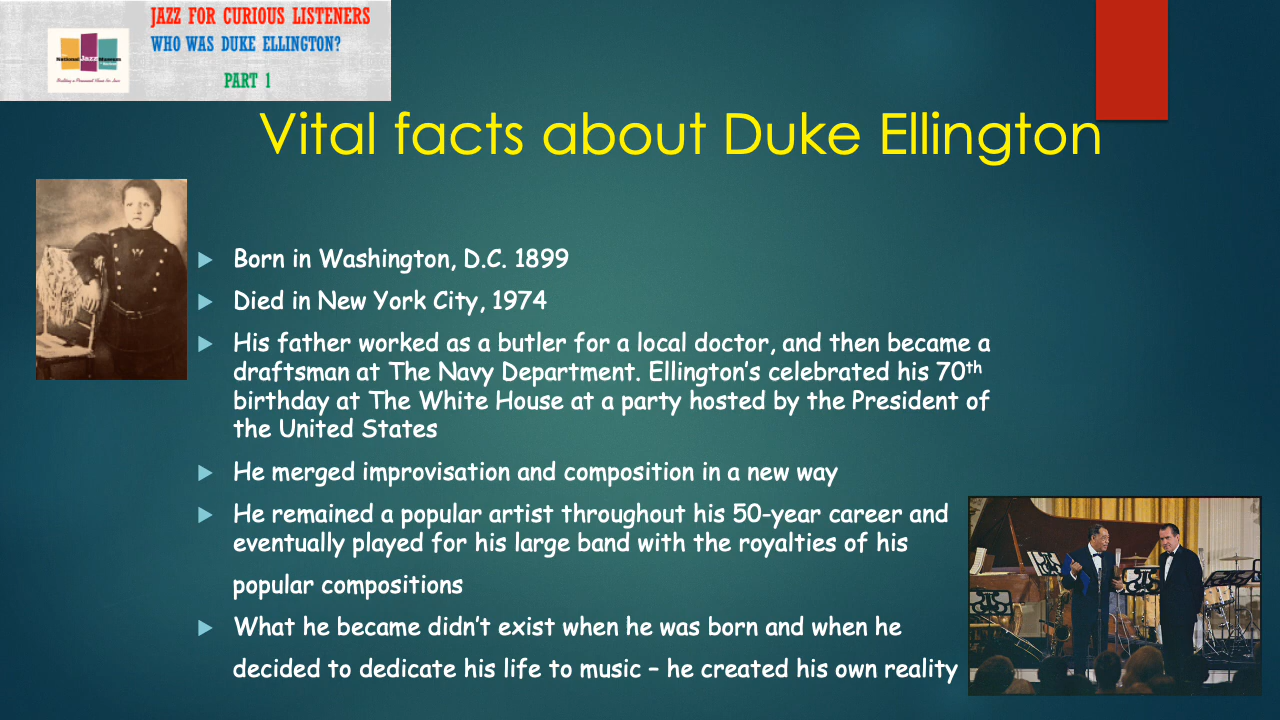 JAZZ FOR CURIOUS LISTENERS
WHO WAS DUKE ELLINGTON?
PART 1
National Jazz Museum
Vital facts about Duke Ellington
Born in Washington, D.C. 1899
Died in New York City, 1974
His father worked as a butler for a local doctor, and then became a
draftsman at The Navy Department. Ellington’s celebrated his 70th
birthday at The White House at a party hosted by the President of
the United States
He merged improvisation and composition in a new way
He remained a popular artist throughout his 50-year career and
eventually played for his large band with the royalties of his
popular compositions
What he became didn’t exist when he was born and when he
decided to dedicate his life to music – he created his own reality